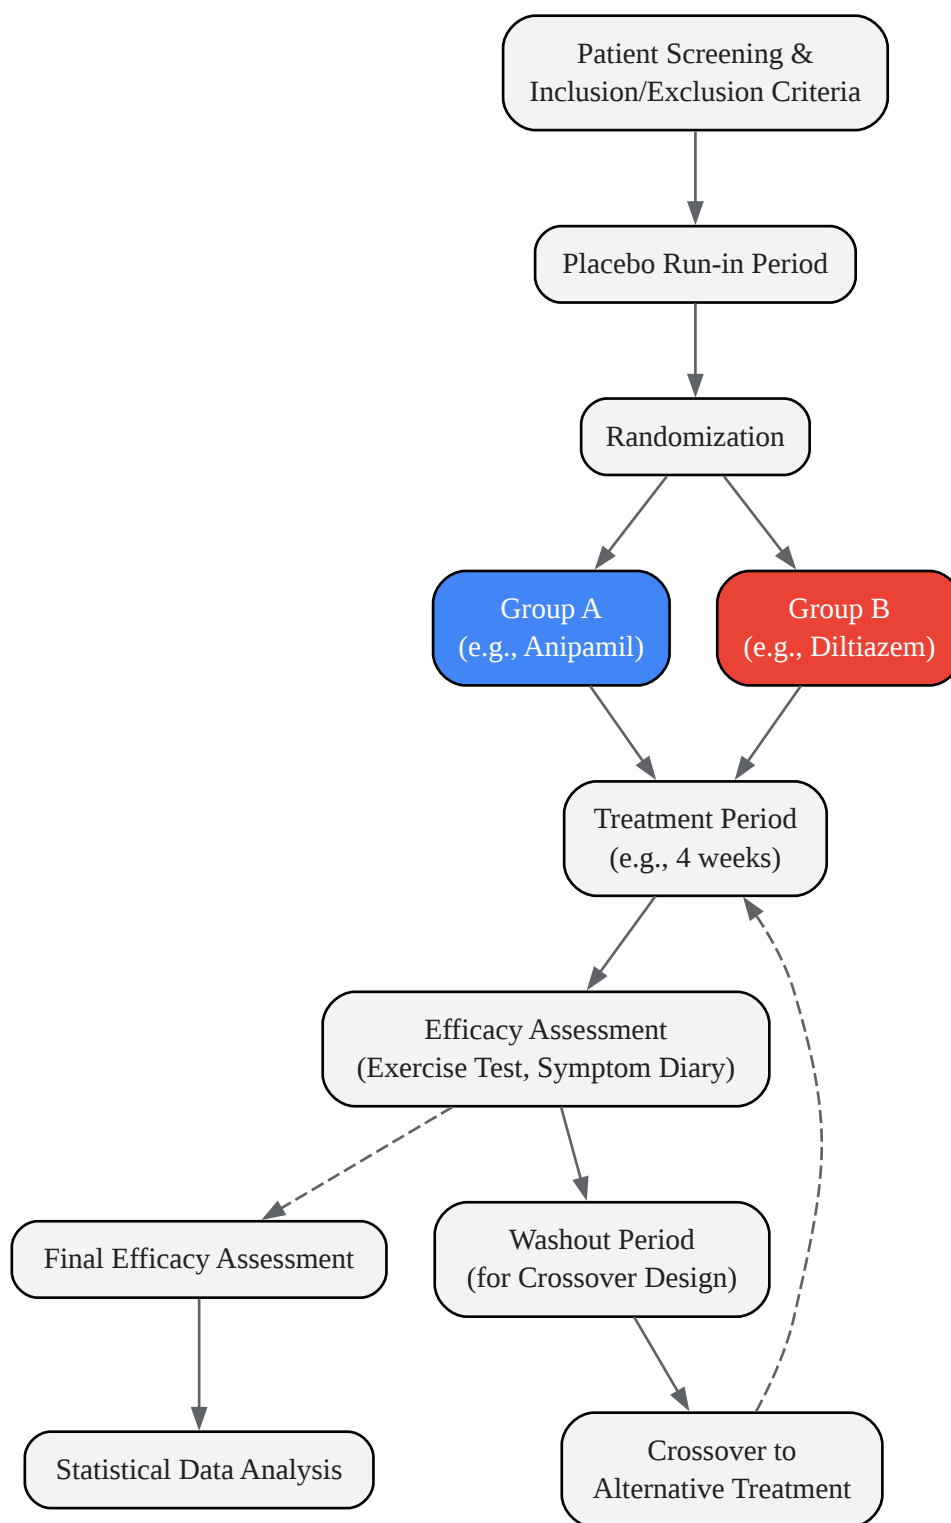 Patient Screening &
Inclusion/Exclusion Criteria
Placebo Run-in Period
Randomization
Group A
(e.g., Anipamil)
Group B
(e.g., Diltiazem)
Treatment Period
(e.g., 4 weeks)
Efficacy Assessment
(Exercise Test, Symptom Diary)
Final Efficacy Assessment
Washout Period
(for Crossover Design)
Statistical Data Analysis
Crossover to
Alternative Treatment